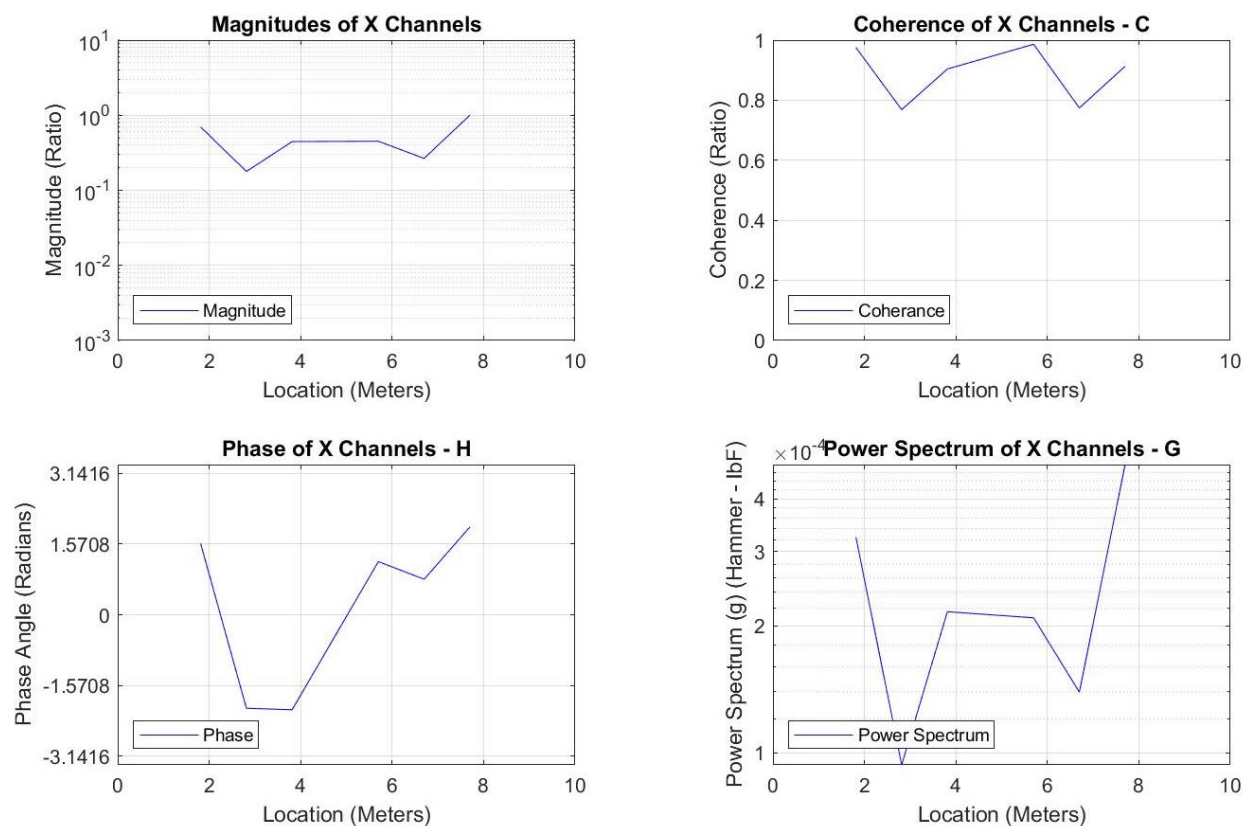 Magnitudes of X Channels
10^1
10^0
10^-1
10^-2
10^-3
Magnitude (Ratio)
Magnitude
0 2 4 6 8 10
Location (Meters)
Coherence of X Channels - C
1
0.8
0.6
0.4
0.2
0
Coherence (Ratio)
Coherance
0 2 4 6 8 10
Location (Meters)
Phase of X Channels - H
3.1416
1.5708
0
-1.5708
-3.1416
Phase Angle (Radians)
Phase
0 2 4 6 8 10
Location (Meters)
×10^-4
Power Spectrum of X Channels - G
4
3
2
1
Power Spectrum (g) (Hammer - lbF)
Power Spectrum
0 2 4 6 8 10
Location (Meters)